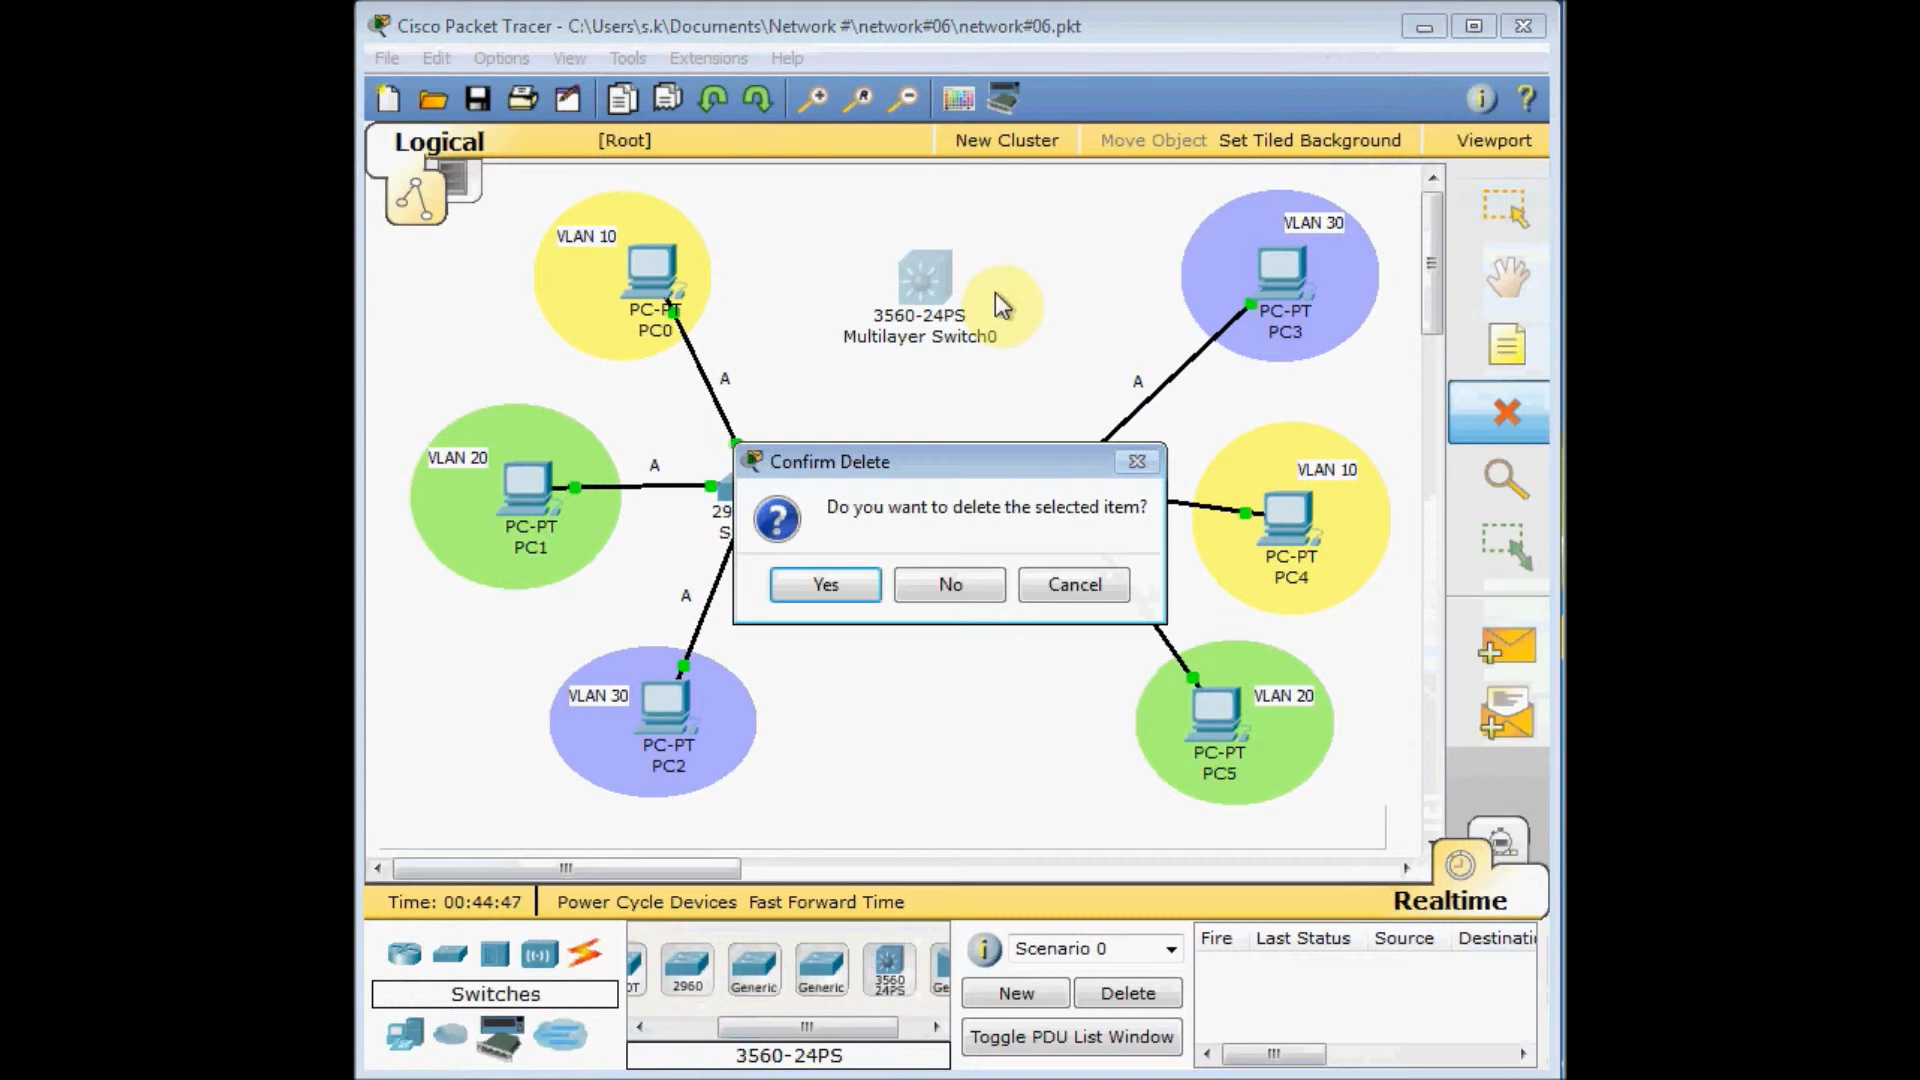 Cisco Packet Tracer - C:\Users\s.k\Documents\Network #\network#06\network#06.pkt
File Edit Options View Tools Extensions Help
Logical [Root] New Cluster Move Object Set Tiled Background Viewport
VLAN 10
PC-PT
PC0
3560-24PS
Multilayer Switch0
VLAN 30
PC-PT
PC3
A
A
VLAN 20
PC-PT
PC1
A
29
S
Confirm Delete
Do you want to delete the selected item?
Yes No Cancel
VLAN 10
PC-PT
PC4
A
VLAN 30
PC-PT
PC2
VLAN 20
PC-PT
PC5
Time: 00:44:47 Power Cycle Devices Fast Forward Time Realtime
Switches
2960 Generic Generic 3560 24PS Ge
3560-24PS
Scenario 0
New Delete
Toggle PDU List Window
Fire Last Status Source Destinati